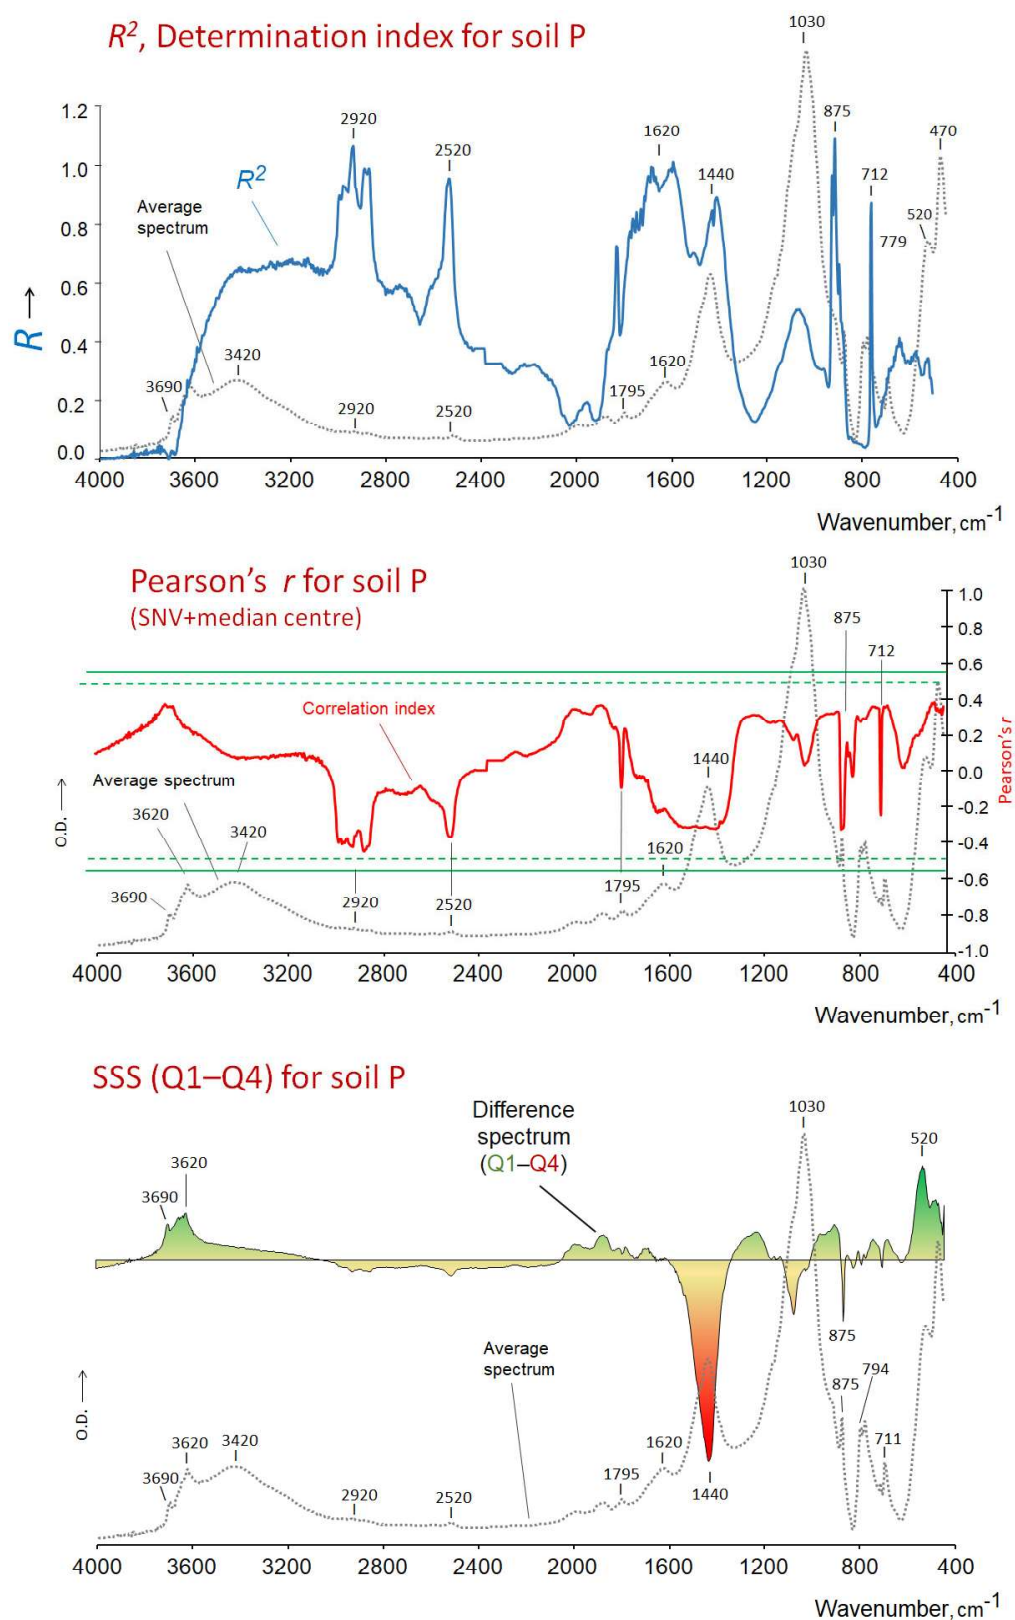 R², Determination index for soil P
1030
1.2
1.0
0.8
0.6
0.4
0.2
0.0
R →
R²
Average
spectrum
3690
3420
2920
2520
2920
2520
1620
1440
1795
1620
875
712
779
520
470
4000 3600 3200 2800 2400 2000 1600 1200 800 400
Wavenumber, cm-1
Pearson's r for soil P
(SNV+median centre)
1030
875
712
1.0
0.8
0.6
0.4
0.2
0.0
-0.2
-0.4
-0.6
-0.8
-1.0
Pearson's r
Correlation index
Average spectrum
O.D. →
3620
3420
3690
2920
2520
1795
1620
1440
4000 3600 3200 2800 2400 2000 1600 1200 800 400
Wavenumber, cm-1
SSS (Q1–Q4) for soil P
Difference
spectrum
(Q1–Q4)
1030
520
3620
3690
875
1440
Average
spectrum
O.D. →
3620
3420
3690
2920
2520
1795
1620
875
794
711
4000 3600 3200 2800 2400 2000 1600 1200 800 400
Wavenumber, cm-1